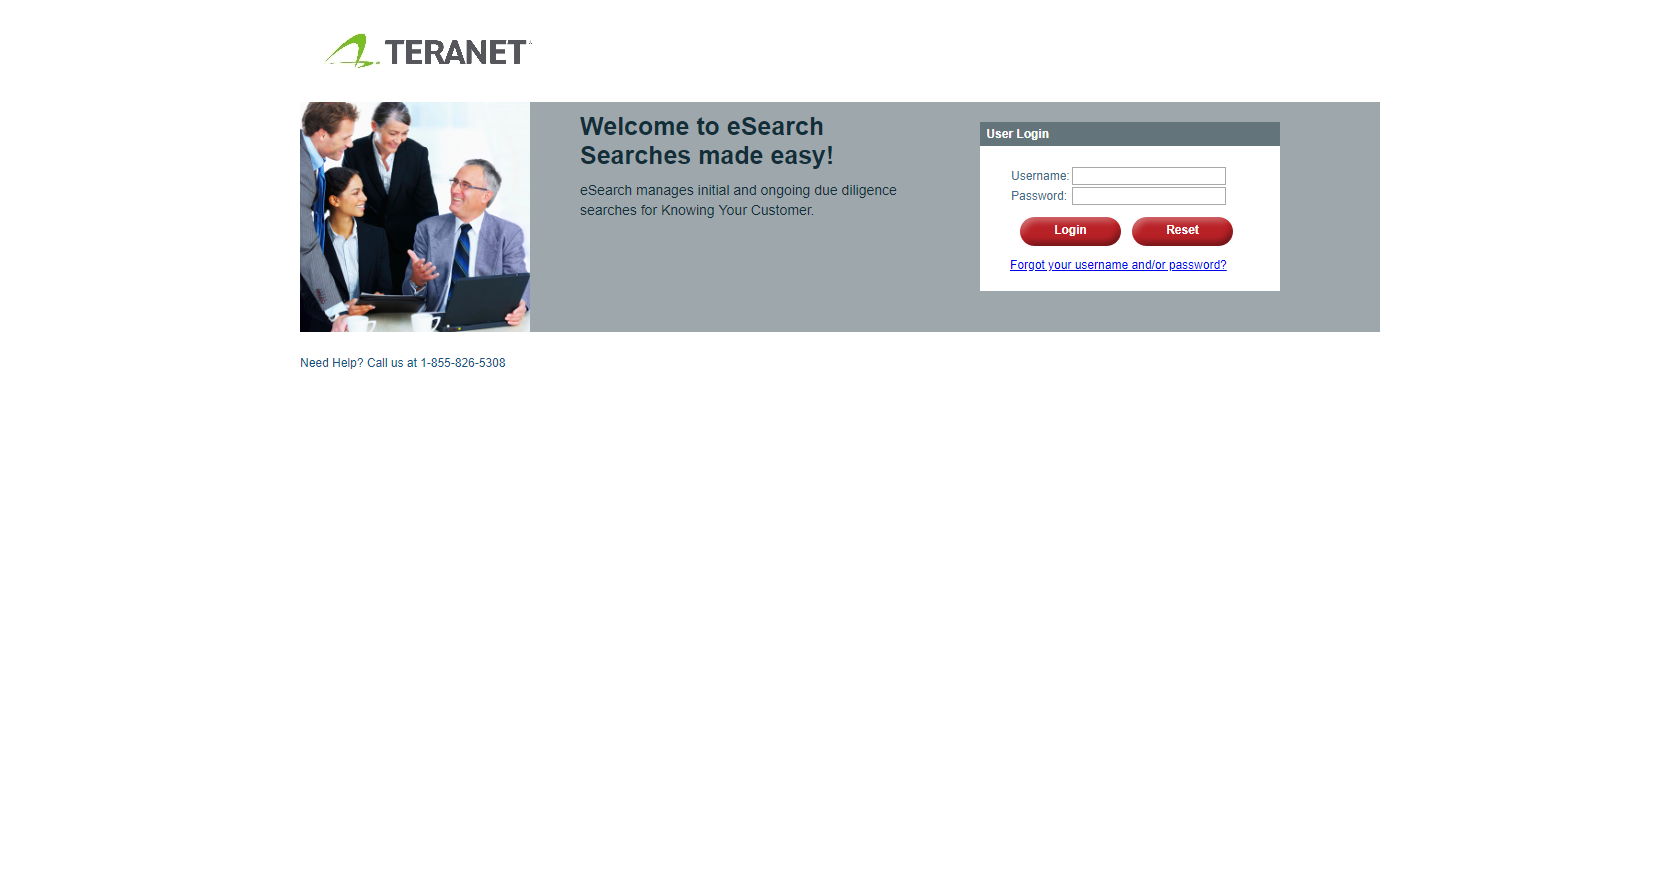 TERANET
Welcome to eSearch
Searches made easy!
eSearch manages initial and ongoing due diligence
searches for Knowing Your Customer.
User Login
Username:
Password:
Login
Reset
Forgot your username and/or password?
Need Help? Call us at 1-855-826-5308